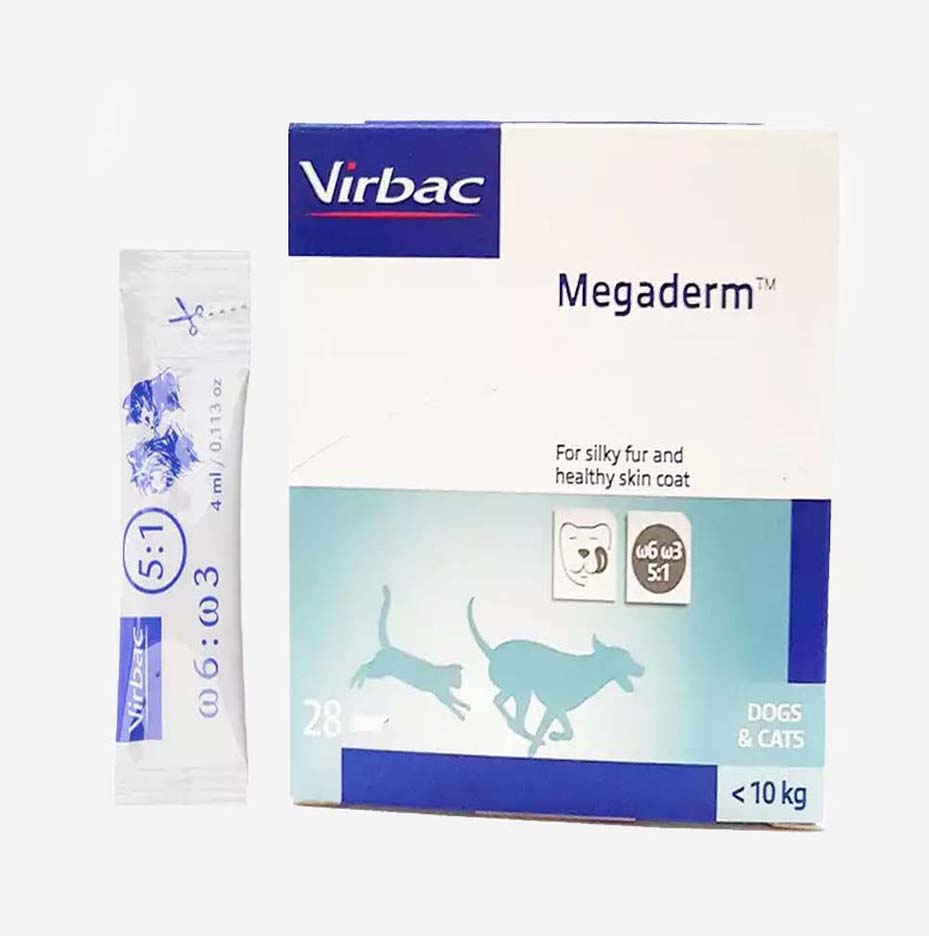 Virbac
Megaderm™
For silky fur and
healthy skin coat
ω6 ω3
5:1
28
DOGS
& CATS
< 10 kg
4 ml / 0.113 oz
5:1
ω6 : ω3
Virbac